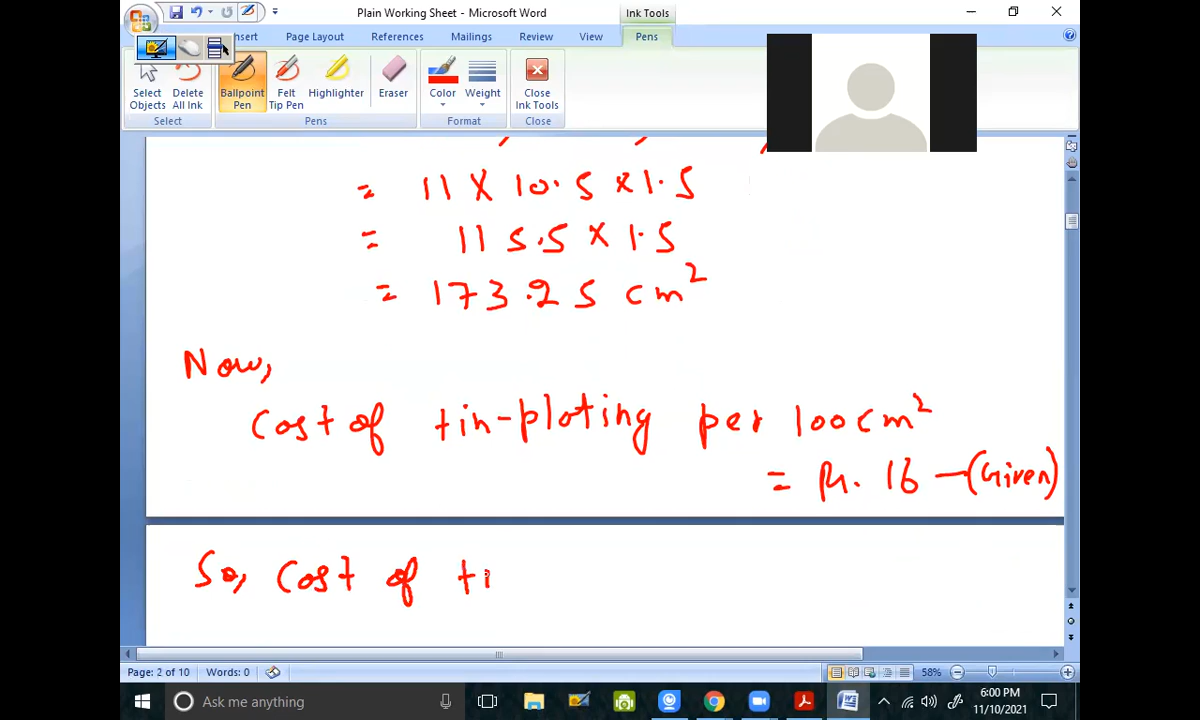 Plain Working Sheet - Microsoft Word
Ink Tools
Insert
Page Layout
References
Mailings
Review
View
Pens
Select Objects
Delete All Ink
Ballpoint Pen
Felt Tip Pen
Highlighter
Eraser
Color
Weight
Close Ink Tools
Select
Pens
Format
Close
= 11 X 10.5 x 1.5
= 115.5 x 1.5
= 173.25 cm²
Now,
Cost of tin-plating per 100cm²
= Rs. 16 —(Given)
So, Cost of ti
Page: 2 of 10
Words: 0
58%
Ask me anything
6:00 PM
11/10/2021